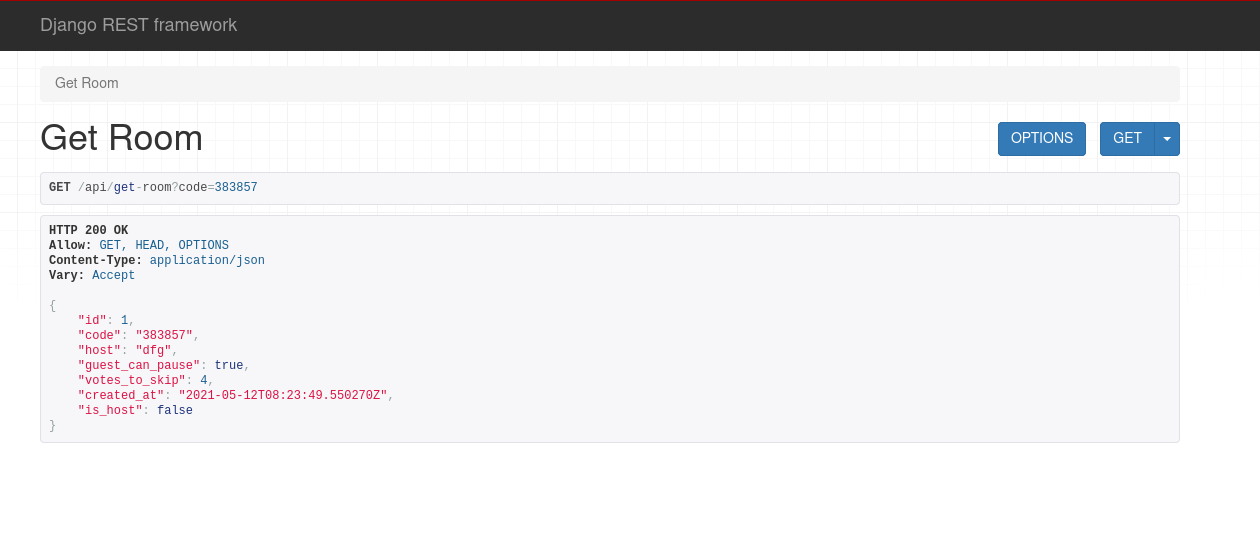 Django REST framework
Get Room
Get Room
OPTIONS
GET
GET /api/get-room?code=383857
HTTP 200 OK
Allow: GET, HEAD, OPTIONS
Content-Type: application/json
Vary: Accept
{
    "id": 1,
    "code": "383857",
    "host": "dfg",
    "guest_can_pause": true,
    "votes_to_skip": 4,
    "created_at": "2021-05-12T08:23:49.550270Z",
    "is_host": false
}